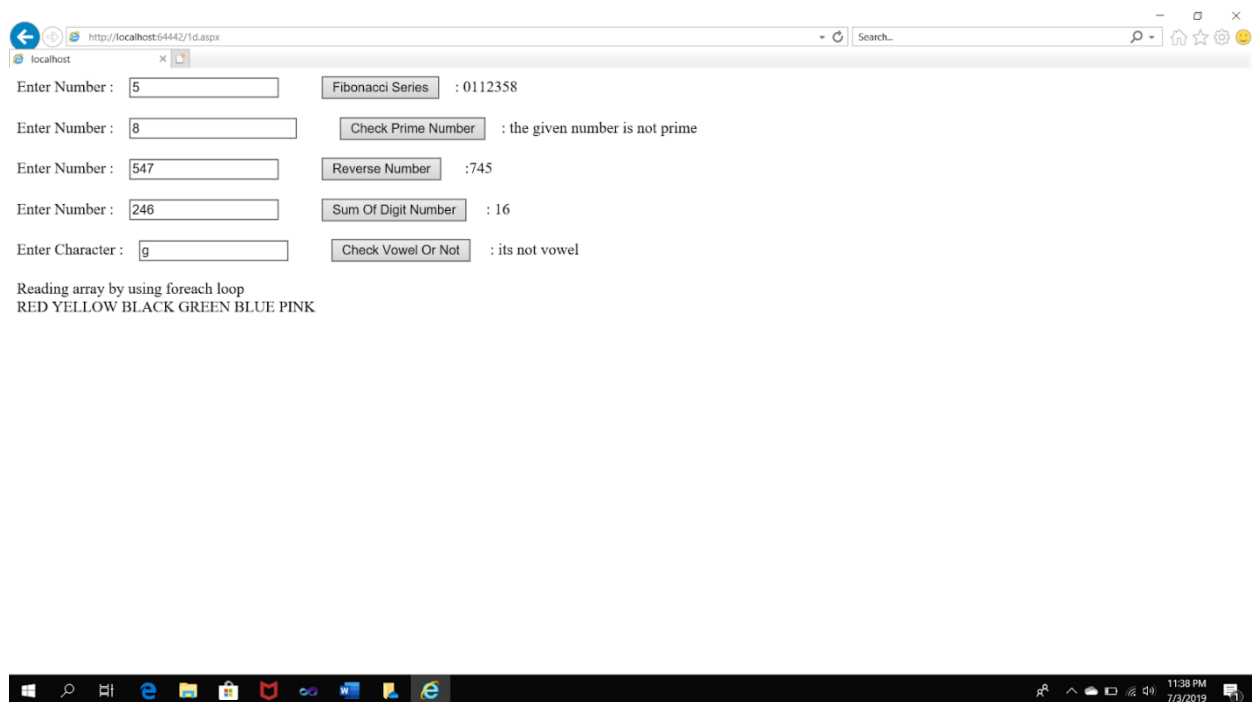 http://localhost:64442/1d.aspx Search...
localhost
Enter Number : 5 Fibonacci Series : 0112358
Enter Number : 8 Check Prime Number : the given number is not prime
Enter Number : 547 Reverse Number :745
Enter Number : 246 Sum Of Digit Number : 16
Enter Character : g Check Vowel Or Not : its not vowel
Reading array by using foreach loop
RED YELLOW BLACK GREEN BLUE PINK
11:38 PM
7/3/2019
1